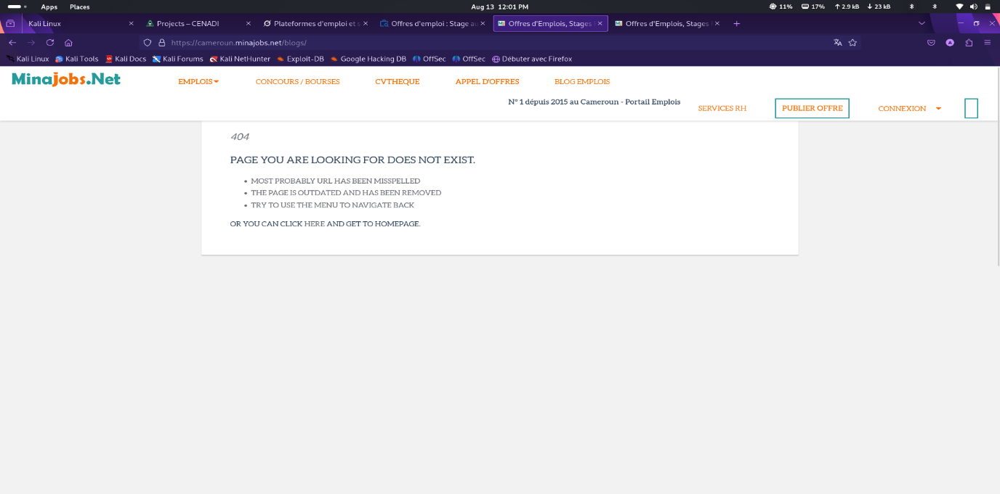 Apps Places Aug 13 12:01 PM 11% 17% ↑ 2.9 kB ↓ 23 kB
Kali Linux Projects — CENADI Plateformes d'emploi et s Offres d'emploi : Stage au Offres d'Emplois, Stages Offres d'Emplois, Stages
https://cameroun.minajobs.net/blogs/
Kali Linux Kali Tools Kali Docs Kali Forums Kali NetHunter Exploit-DB Google Hacking DB OffSec OffSec Débuter avec Firefox
Minajobs.Net EMPLOIS CONCOURS / BOURSES CVTHEQUE APPEL D'OFFRES BLOG EMPLOIS
N° 1 dépuis 2015 au Cameroun - Portail Emplois
SERVICES RH PUBLIER OFFRE CONNEXION
404
PAGE YOU ARE LOOKING FOR DOES NOT EXIST.
• MOST PROBABLY URL HAS BEEN MISSPELLED
• THE PAGE IS OUTDATED AND HAS BEEN REMOVED
• TRY TO USE THE MENU TO NAVIGATE BACK
OR YOU CAN CLICK HERE AND GET TO HOMEPAGE.